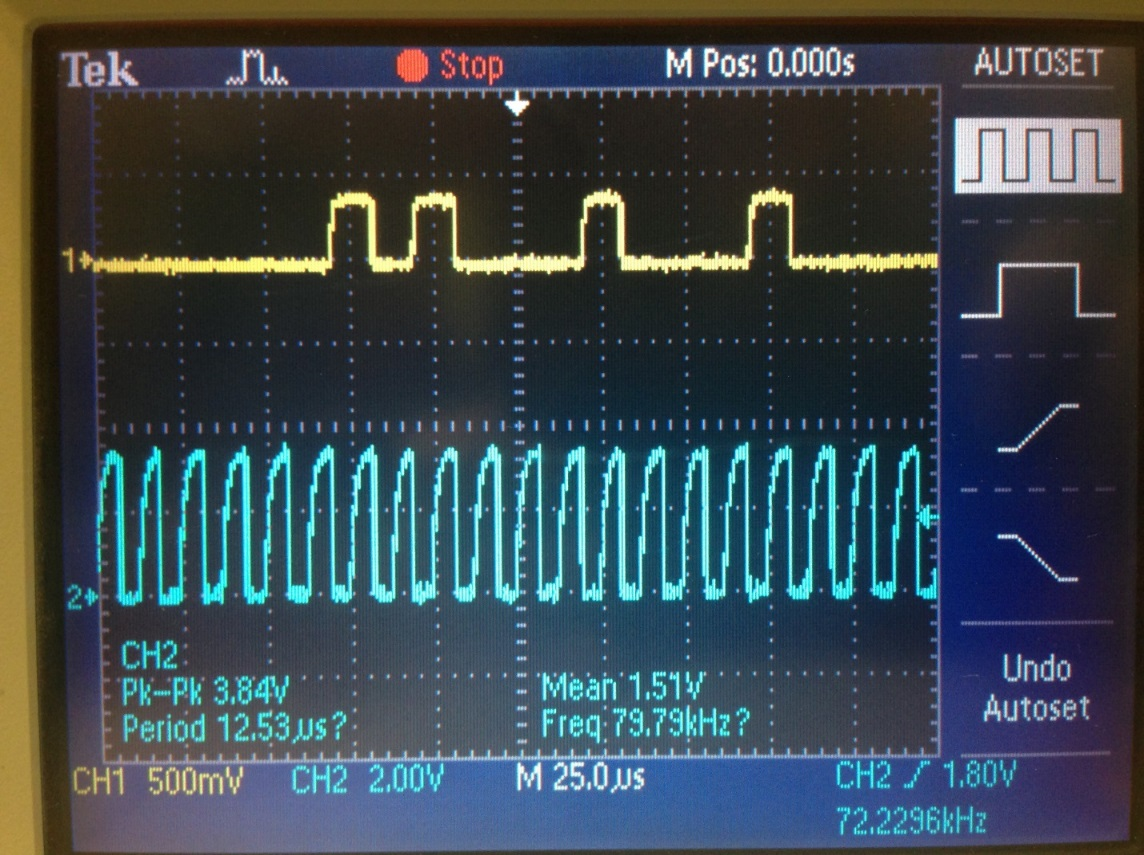 Tek Stop M Pos: 0.000s AUTOSET
1
2
CH2
Pk-Pk 3.84V Mean 1.51V
Period 12.53µs? Freq 79.79kHz?
Undo
Autoset
CH1 500mV CH2 2.00V M 25.0µs CH2 1.80V
72.2296kHz